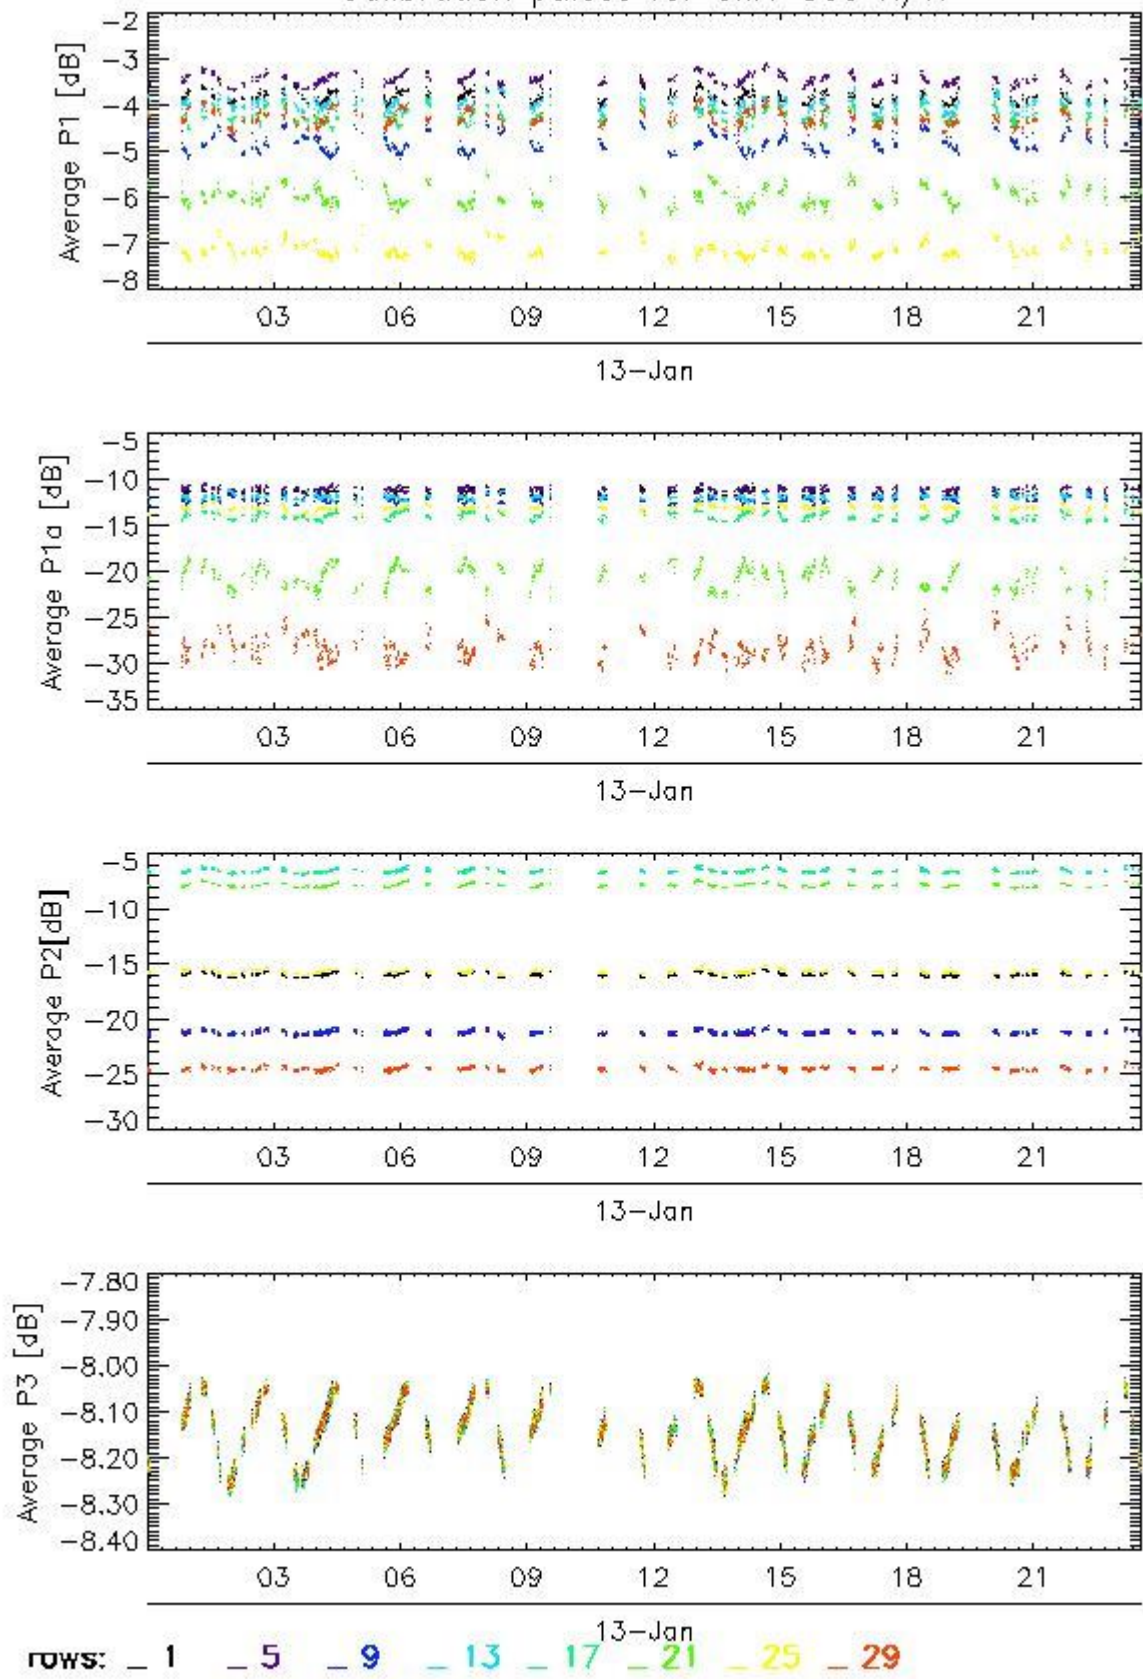 -2
-3
-4
-5
-6
-7
-8
Average P1 [dB]
03 06 09 12 15 18 21
13-Jan
-5
-10
-15
-20
-25
-30
-35
Average P1a [dB]
03 06 09 12 15 18 21
13-Jan
-5
-10
-15
-20
-25
-30
Average P2[dB]
03 06 09 12 15 18 21
13-Jan
-7.80
-7.90
-8.00
-8.10
-8.20
-8.30
-8.40
Average P3 [dB]
03 06 09 12 15 18 21
13-Jan
rows: _ 1 _ 5 _ 9 _ 13 _ 17 _ 21 _ 25 _ 29